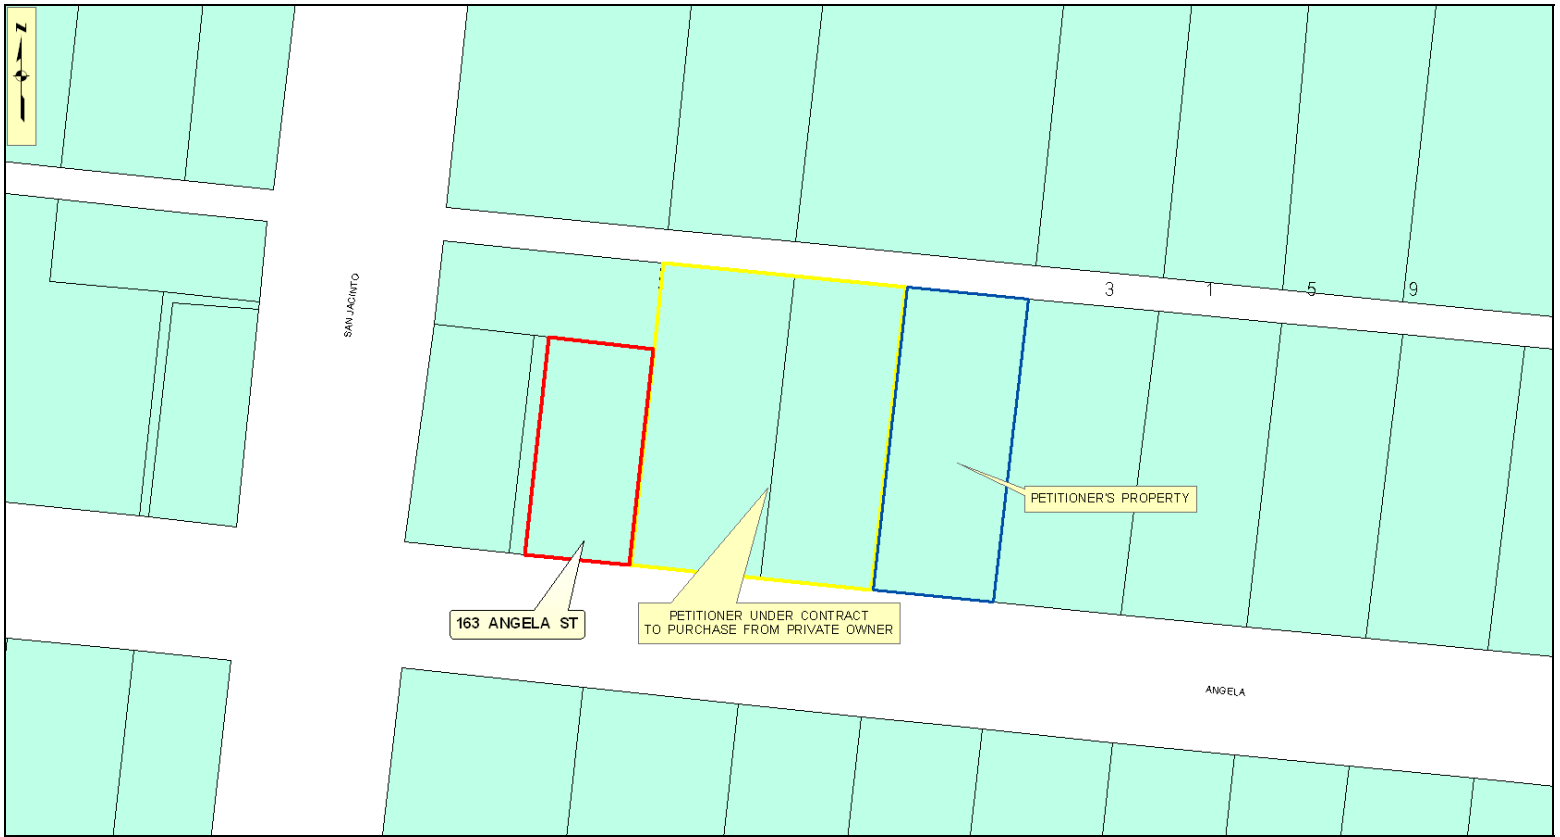 N
SAN JACINTO
3 1 5 9
PETITIONER'S PROPERTY
163 ANGELA ST
PETITIONER UNDER CONTRACT
TO PURCHASE FROM PRIVATE OWNER
ANGELA